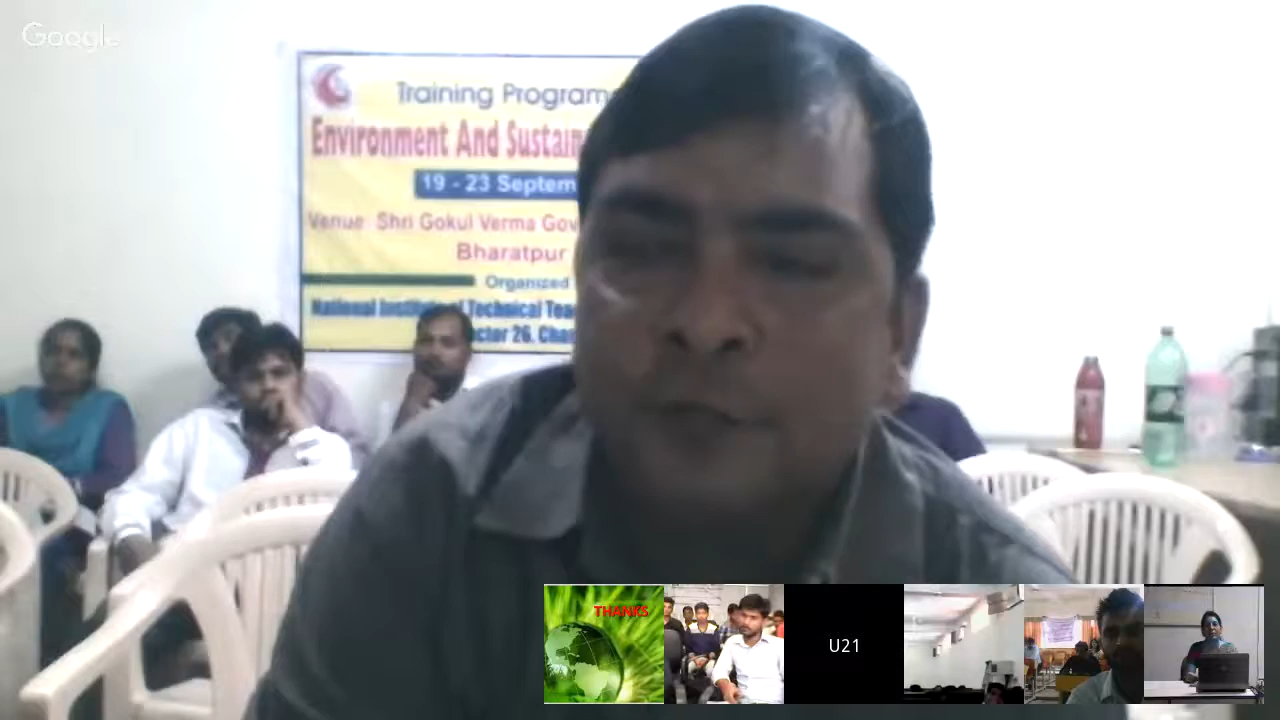 Google
Training Program
Environment And Sustain
19 - 23 Septem
Venue: Shri Gokul Verma Gov
Bharatpur
Organized
National Institute of Technical Tea
ctor 26, Cha
THANKS
U21